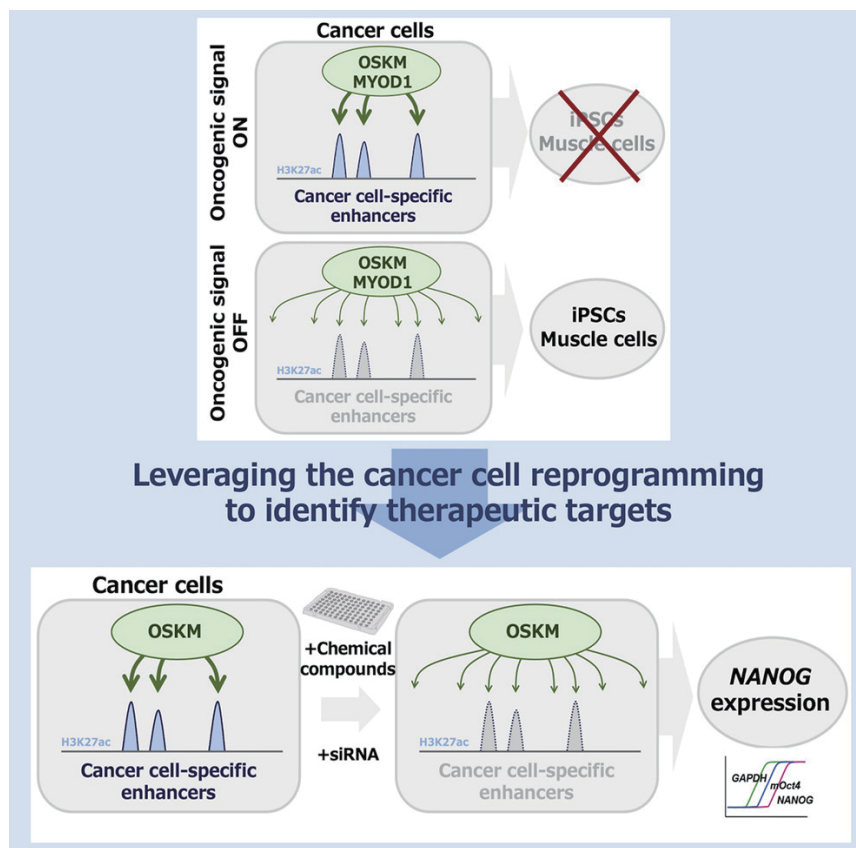 Cancer cells
Oncogenic signal
ON
OSKM
MYOD1
H3K27ac
Cancer cell-specific
enhancers
iPSCs
Muscle cells
Oncogenic signal
OFF
OSKM
MYOD1
H3K27ac
Cancer cell-specific
enhancers
iPSCs
Muscle cells
Leveraging the cancer cell reprogramming
to identify therapeutic targets
Cancer cells
OSKM
H3K27ac
Cancer cell-specific
enhancers
+Chemical
compounds
+siRNA
OSKM
H3K27ac
Cancer cell-specific
enhancers
NANOG
expression
GAPDH
mOct4
NANOG